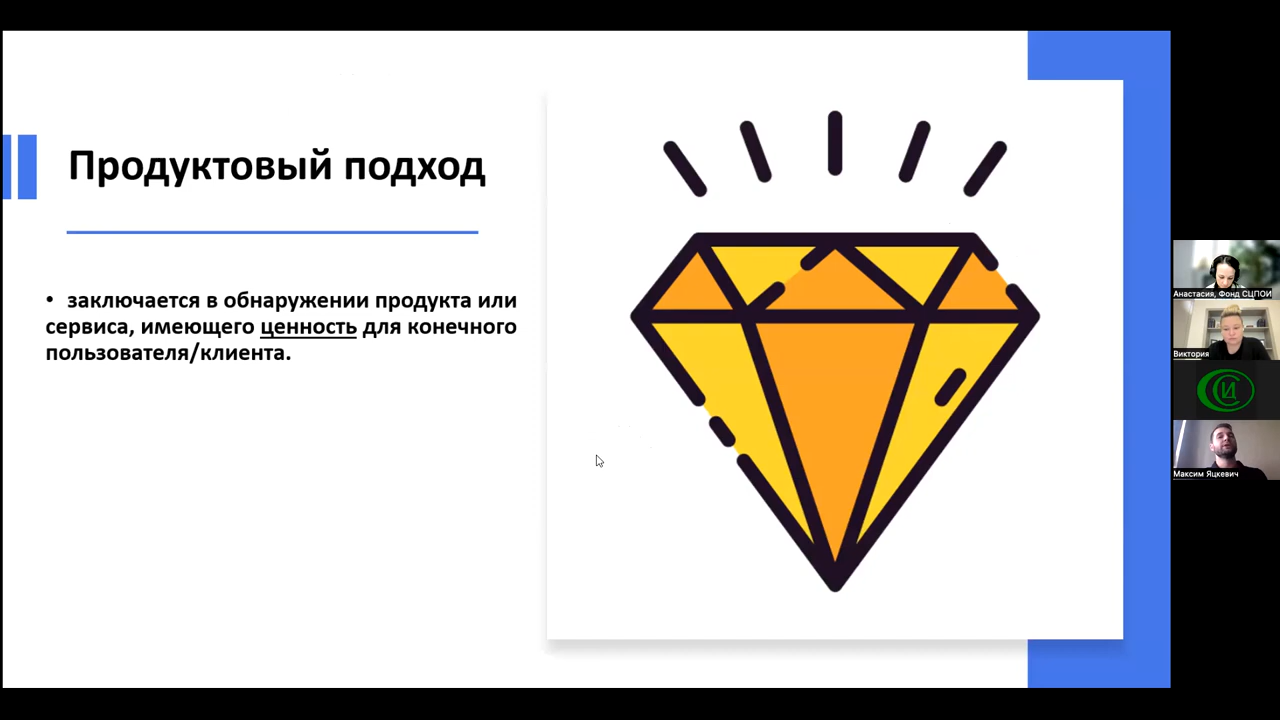 Продуктовый подход
• заключается в обнаружении продукта или
сервиса, имеющего ценность для конечного
пользователя/клиента.
Анастасия, Фонд СЦПОИ
Виктория
СИЦ
Максим Яцкевич